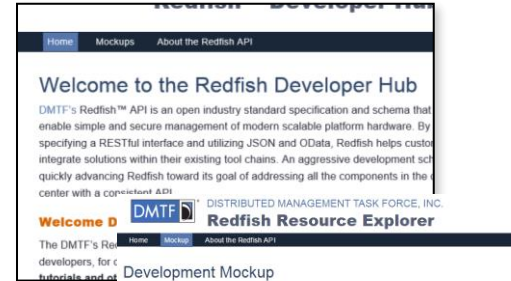 Redfish Developer Hub
Home Mockups About the Redfish API
Welcome to the Redfish Developer Hub
DMTF's Redfish™ API is an open industry standard specification and schema that
enable simple and secure management of modern scalable platform hardware. By
specifying a RESTful interface and utilizing JSON and OData, Redfish helps custo
integrate solutions within their existing tool chains. An aggressive development sch
quickly advancing Redfish toward its goal of addressing all the components in the
center with a consistent API
Welcome D
The DMTF's Re
developers, for
tutorials and ot
DMTF
DISTRIBUTED MANAGEMENT TASK FORCE, INC.
Redfish Resource Explorer
Home Mockup About the Redfish API
Development Mockup